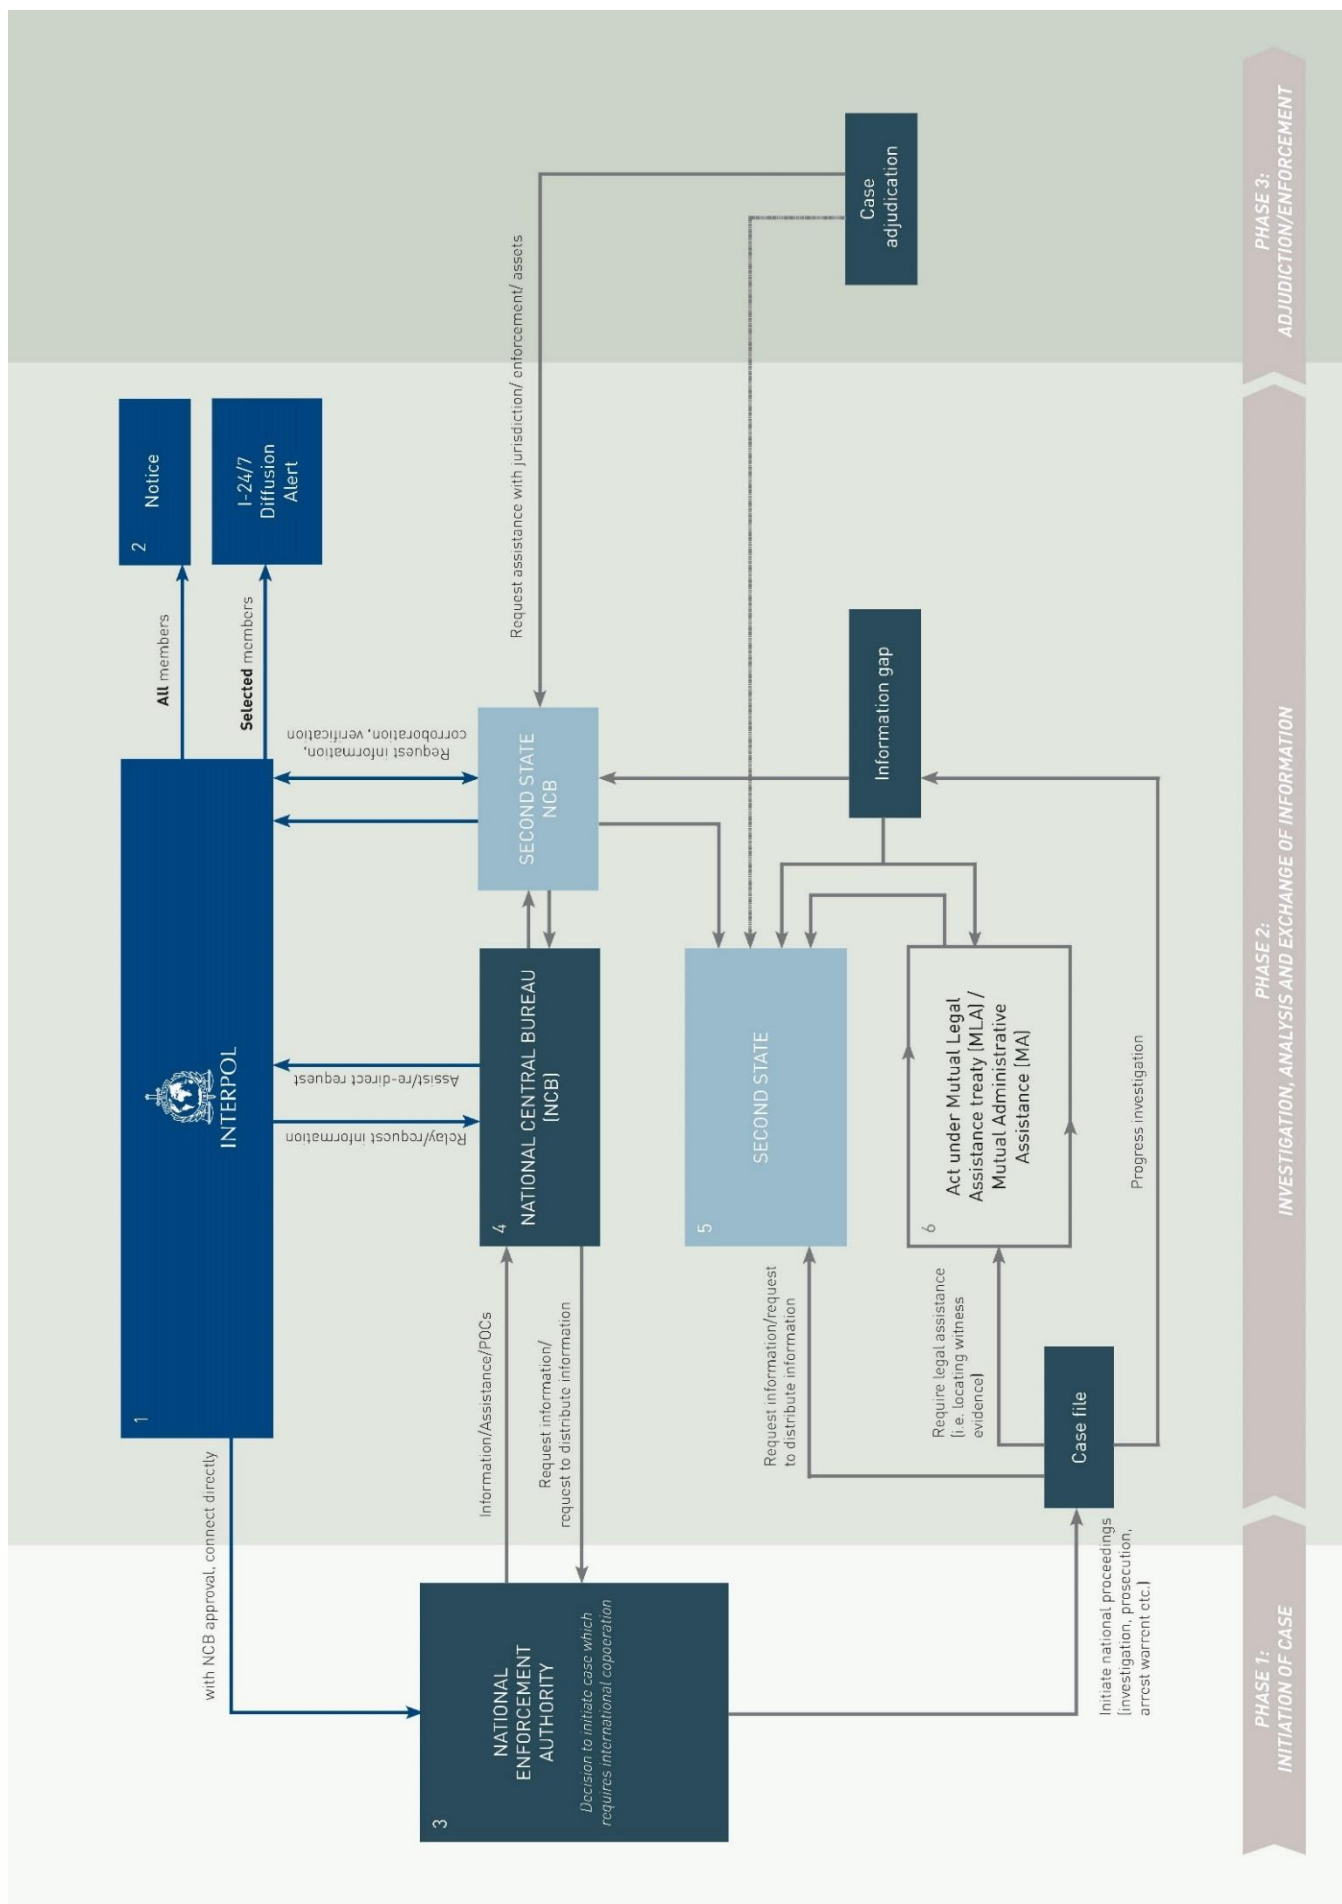 1
INTERPOL
2
Notice
I-24/7
Diffusion
Alert
All members
Selected members
with NCB approval, connect directly
Relay/request information
Assist/re-direct request
Request information,
corroboration, verification
3
NATIONAL
ENFORCEMENT
AUTHORITY
Decision to initiate case which
requires international copoeration
Information/Assistance/POCs
Request information/
request to distribute information
4
NATIONAL CENTRAL BUREAU
(NCB)
SECOND STATE
NCB
Request assistance with jurisdiction/ enforcement/ assets
5
SECOND STATE
Request information/request
to distribute information
6
Act under Mutual Legal
Assistance treaty (MLA) /
Mutual Administrative
Assistance (MA)
Require legal assistance
(i.e. locating witness
evidence)
Information gap
Case
adjudication
Case file
Initiate national proceedings
(investigation, prosecution,
arrest warrent etc.)
Progress investigation
PHASE 1:
INITIATION OF CASE
PHASE 2:
INVESTIGATION, ANALYSIS AND EXCHANGE OF INFORMATION
PHASE 3:
ADJUDICTION/ENFORCEMENT